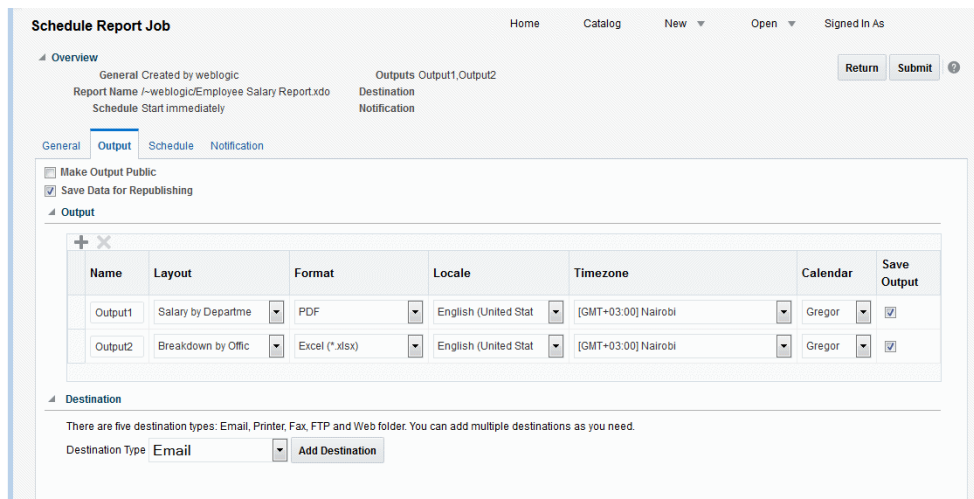 Schedule Report Job
Home Catalog New Open Signed In As
Overview
General Created by weblogic
Report Name /~weblogic/Employee Salary Report.xdo
Schedule Start immediately
Outputs Output1,Output2
Destination
Notification
Return Submit ?
General Output Schedule Notification
Make Output Public
Save Data for Republishing
Output
Name Layout Format Locale Timezone Calendar Save Output
Output1 Salary by Departme PDF English (United Stat [GMT+03:00] Nairobi Gregor
Output2 Breakdown by Offic Excel (*.xlsx) English (United Stat [GMT+03:00] Nairobi Gregor
Destination
There are five destination types: Email, Printer, Fax, FTP and Web folder. You can add multiple destinations as you need.
Destination Type Email Add Destination